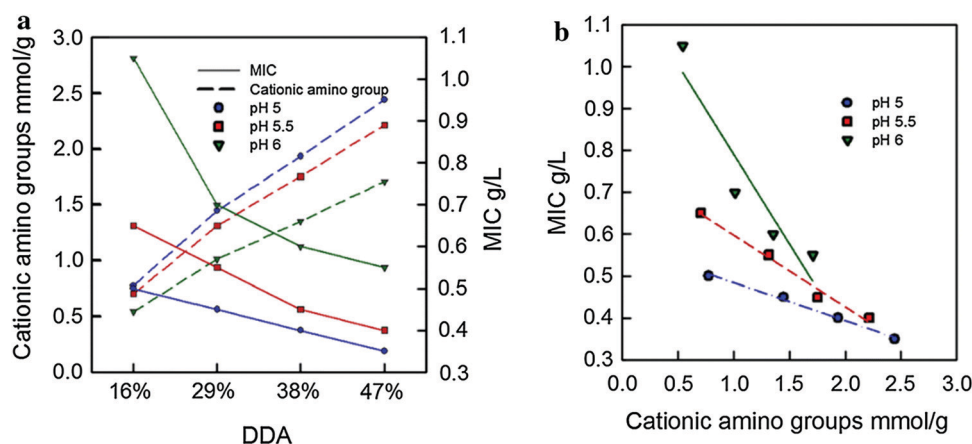 a
Cationic amino groups mmol/g
3.0
2.5
2.0
1.5
1.0
0.5
0.0
MIC
Cationic amino group
pH 5
pH 5.5
pH 6
16% 29% 38% 47%
DDA
1.1
1.0
0.9
0.8
0.7
0.6
0.5
0.4
0.3
MIC g/L
b
MIC g/L
1.1
1.0
0.9
0.8
0.7
0.6
0.5
0.4
0.3
pH 5
pH 5.5
pH 6
0.0 0.5 1.0 1.5 2.0 2.5 3.0
Cationic amino groups mmol/g